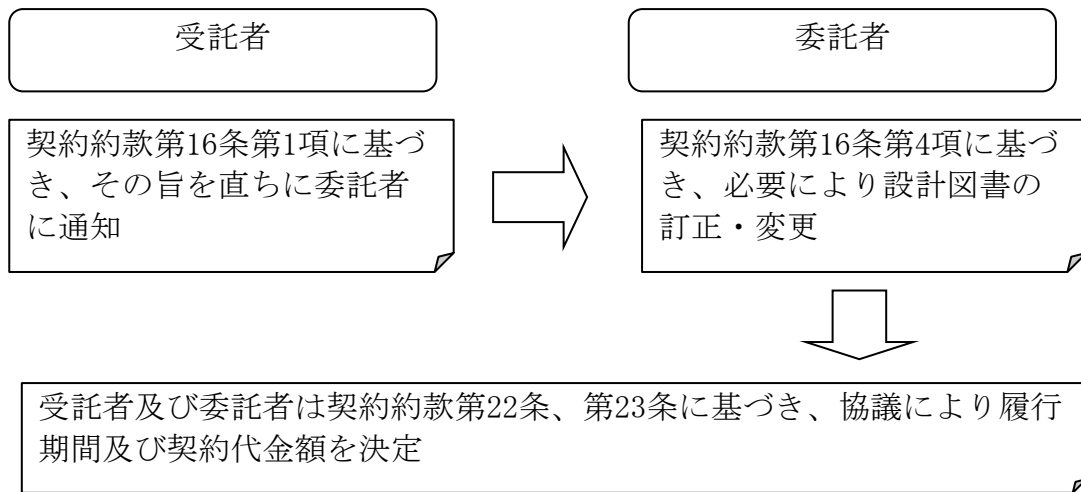 受託者
委託者
契約約款第16条第1項に基づ
き、その旨を直ちに委託者
に通知
契約約款第16条第4項に基づ
き、必要により設計図書の
訂正・変更
受託者及び委託者は契約約款第22条、第23条に基づき、協議により履行
期間及び契約代金額を決定